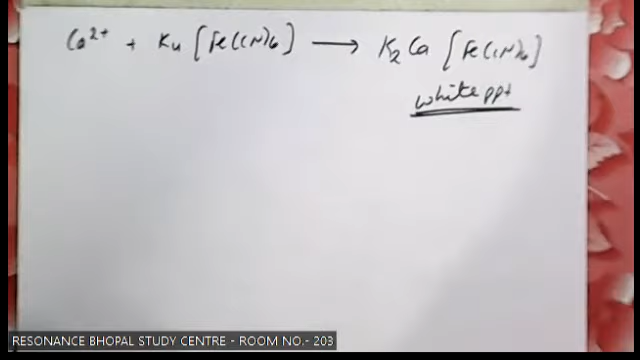 Ca²⁺ + K₄ [Fe(CN)₆] ⟶ K₂Ca [Fe(CN)₆]
white ppt
RESONANCE BHOPAL STUDY CENTRE - ROOM NO.- 203